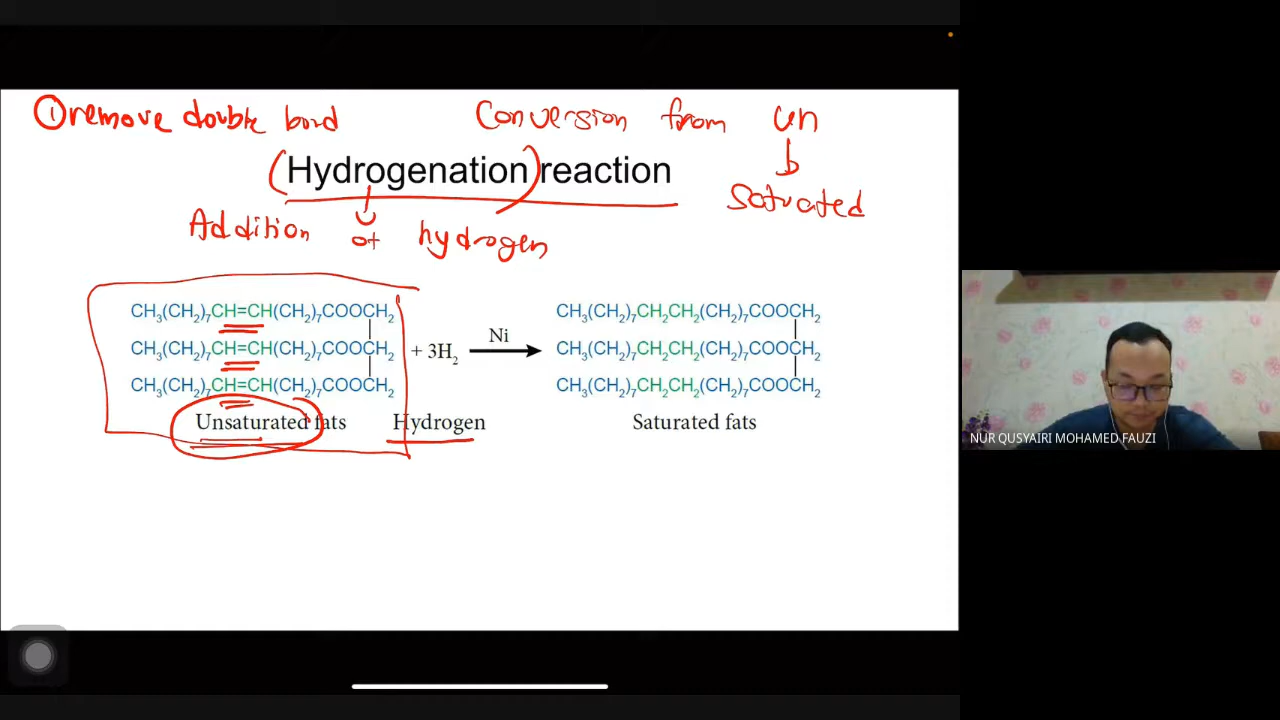 ① remove double bond
Conversion from un
Hydrogenation reaction
saturated
Addition of hydrogen
CH₃(CH₂)₇CH=CH(CH₂)₇COOCH₂
CH₃(CH₂)₇CH=CH(CH₂)₇COOCH₂
CH₃(CH₂)₇CH=CH(CH₂)₇COOCH₂
+ 3H₂
Ni
CH₃(CH₂)₇CH₂CH₂(CH₂)₇COOCH₂
CH₃(CH₂)₇CH₂CH₂(CH₂)₇COOCH₂
CH₃(CH₂)₇CH₂CH₂(CH₂)₇COOCH₂
Unsaturated fats
Hydrogen
Saturated fats
NUR QUSYAIRI MOHAMED FAUZI